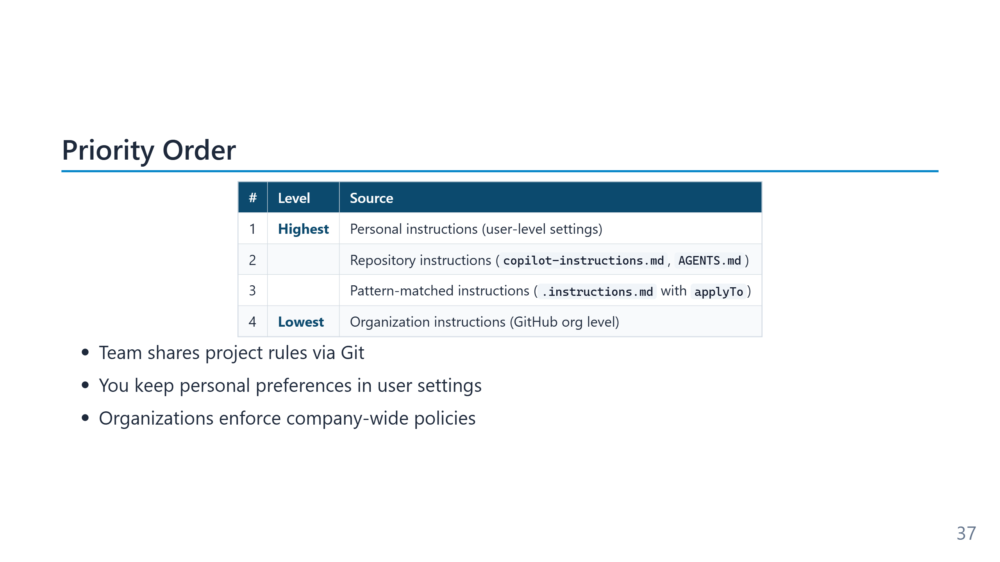 Priority Order
# Level Source
1 Highest Personal instructions (user-level settings)
2 Repository instructions (copilot-instructions.md, AGENTS.md)
3 Pattern-matched instructions (.instructions.md with applyTo)
4 Lowest Organization instructions (GitHub org level)
• Team shares project rules via Git
• You keep personal preferences in user settings
• Organizations enforce company-wide policies
37